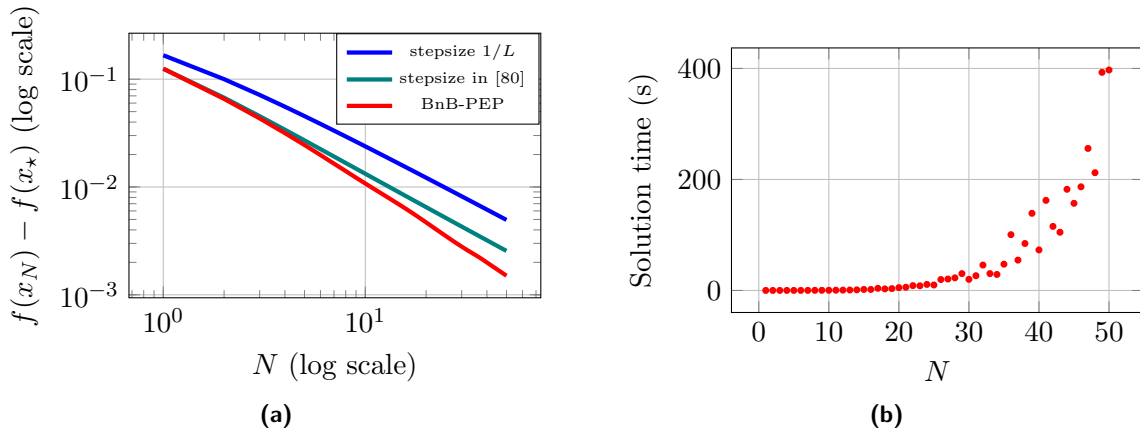 f(x_N) − f(x_⋆) (log scale)
10^{-1}
10^{-2}
10^{-3}
10^0
10^1
N (log scale)
stepsize 1/L
stepsize in [80]
BnB-PEP
(a)
Solution time (s)
400
200
0
0 10 20 30 40 50
N
(b)